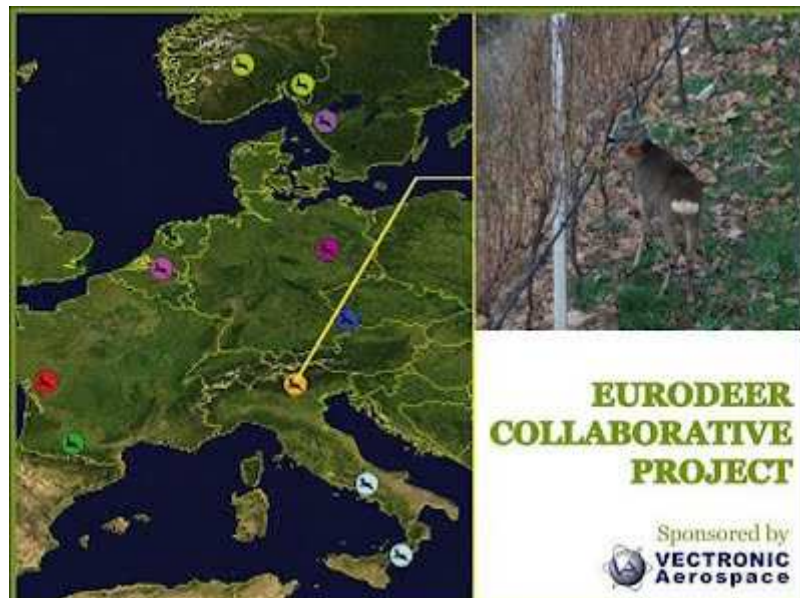 EURODEER
COLLABORATIVE
PROJECT
Sponsored by
VECTRONIC
Aerospace